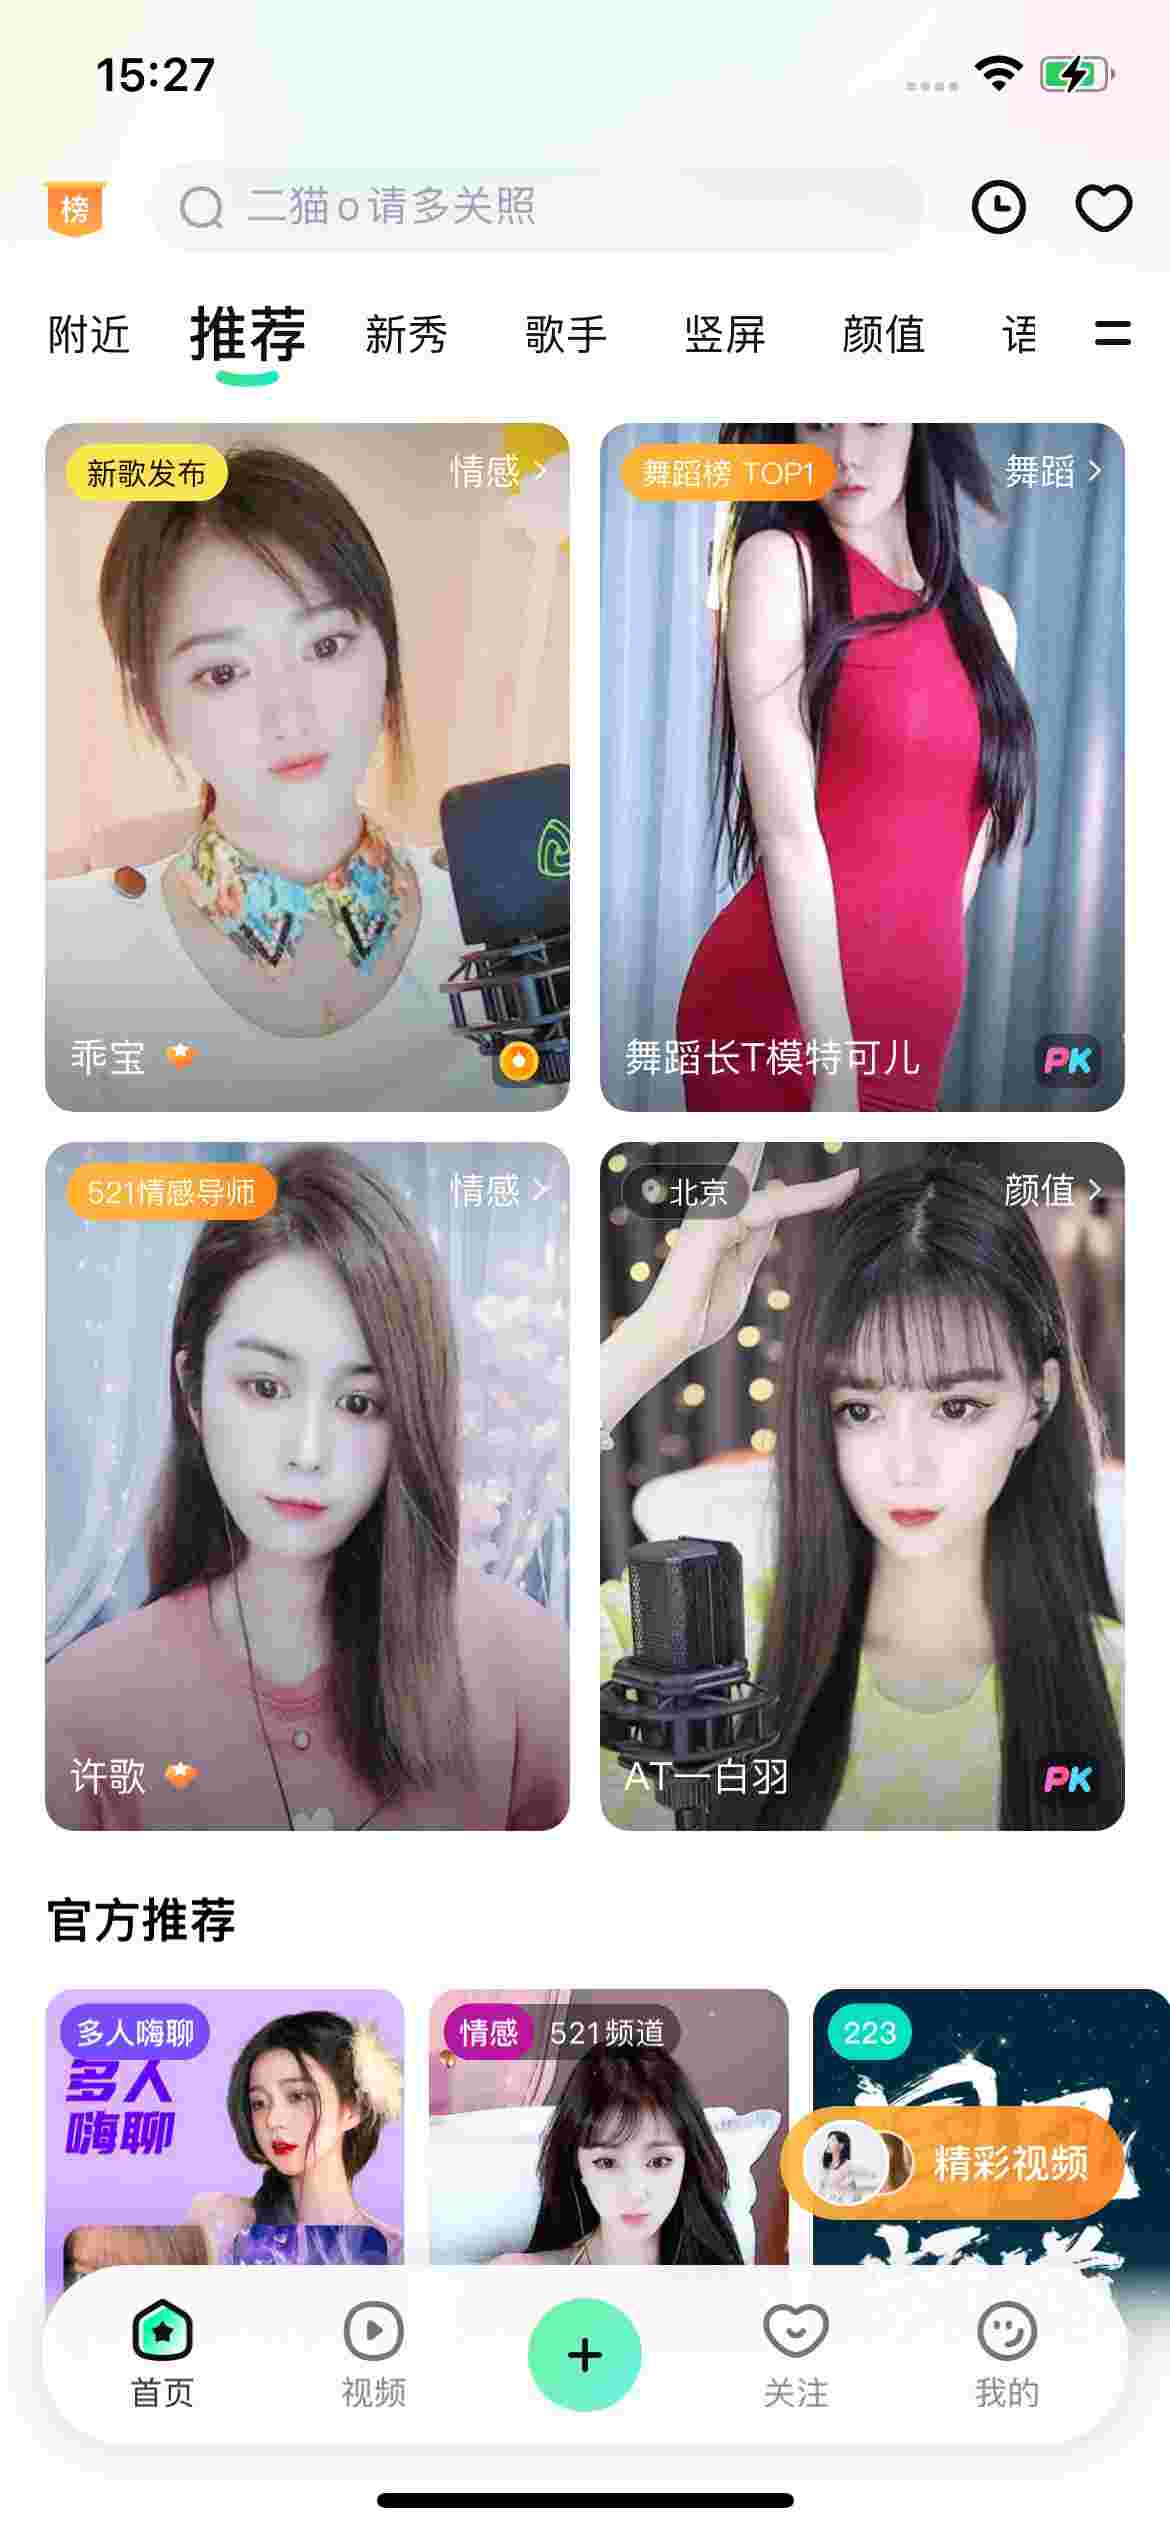 15:27
榜
二猫o请多关照
附近
推荐
新秀
歌手
竖屏
颜值
新歌发布
情感
乖宝
舞蹈榜 TOP1
舞蹈
舞蹈长T模特可儿
PK
521情感导师
情感
许歌
北京
颜值
AT一白羽
PK
官方推荐
多人嗨聊
多人
嗨聊
情感
521频道
223
精彩视频
首页
视频
关注
我的